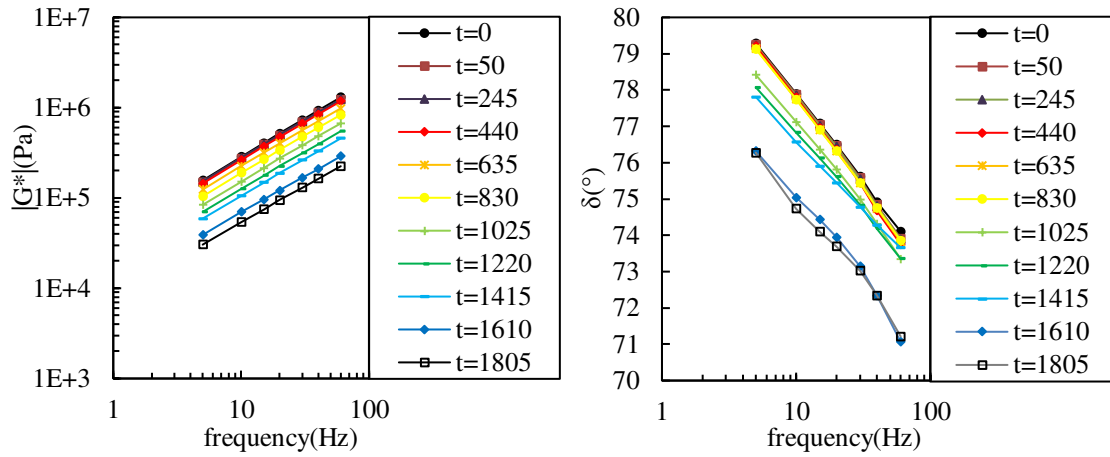 |G*|(Pa)
1E+7
1E+6
1E+5
1E+4
1E+3
1 10 100
frequency(Hz)
t=0
t=50
t=245
t=440
t=635
t=830
t=1025
t=1220
t=1415
t=1610
t=1805
δ(°)
80
79
78
77
76
75
74
73
72
71
70
1 10 100
frequency(Hz)
t=0
t=50
t=245
t=440
t=635
t=830
t=1025
t=1220
t=1415
t=1610
t=1805